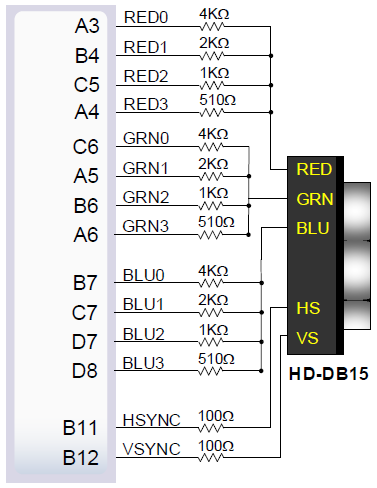 A3 RED0 4KΩ
B4 RED1 2KΩ
C5 RED2 1KΩ
A4 RED3 510Ω
C6 GRN0 4KΩ
A5 GRN1 2KΩ
B6 GRN2 1KΩ
A6 GRN3 510Ω
B7 BLU0 4KΩ
C7 BLU1 2KΩ
D7 BLU2 1KΩ
D8 BLU3 510Ω
B11 HSYNC 100Ω
B12 VSYNC 100Ω
RED
GRN
BLU
HS
VS
HD-DB15